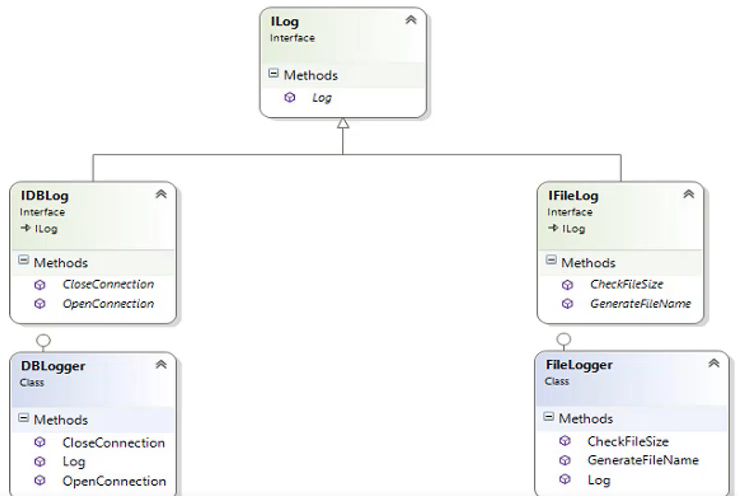 ILog
Interface
Methods
Log
IDBLog
Interface
ILog
Methods
CloseConnection
OpenConnection
IFileLog
Interface
ILog
Methods
CheckFileSize
GenerateFileName
DBLogger
Class
Methods
CloseConnection
Log
OpenConnection
FileLogger
Class
Methods
CheckFileSize
GenerateFileName
Log